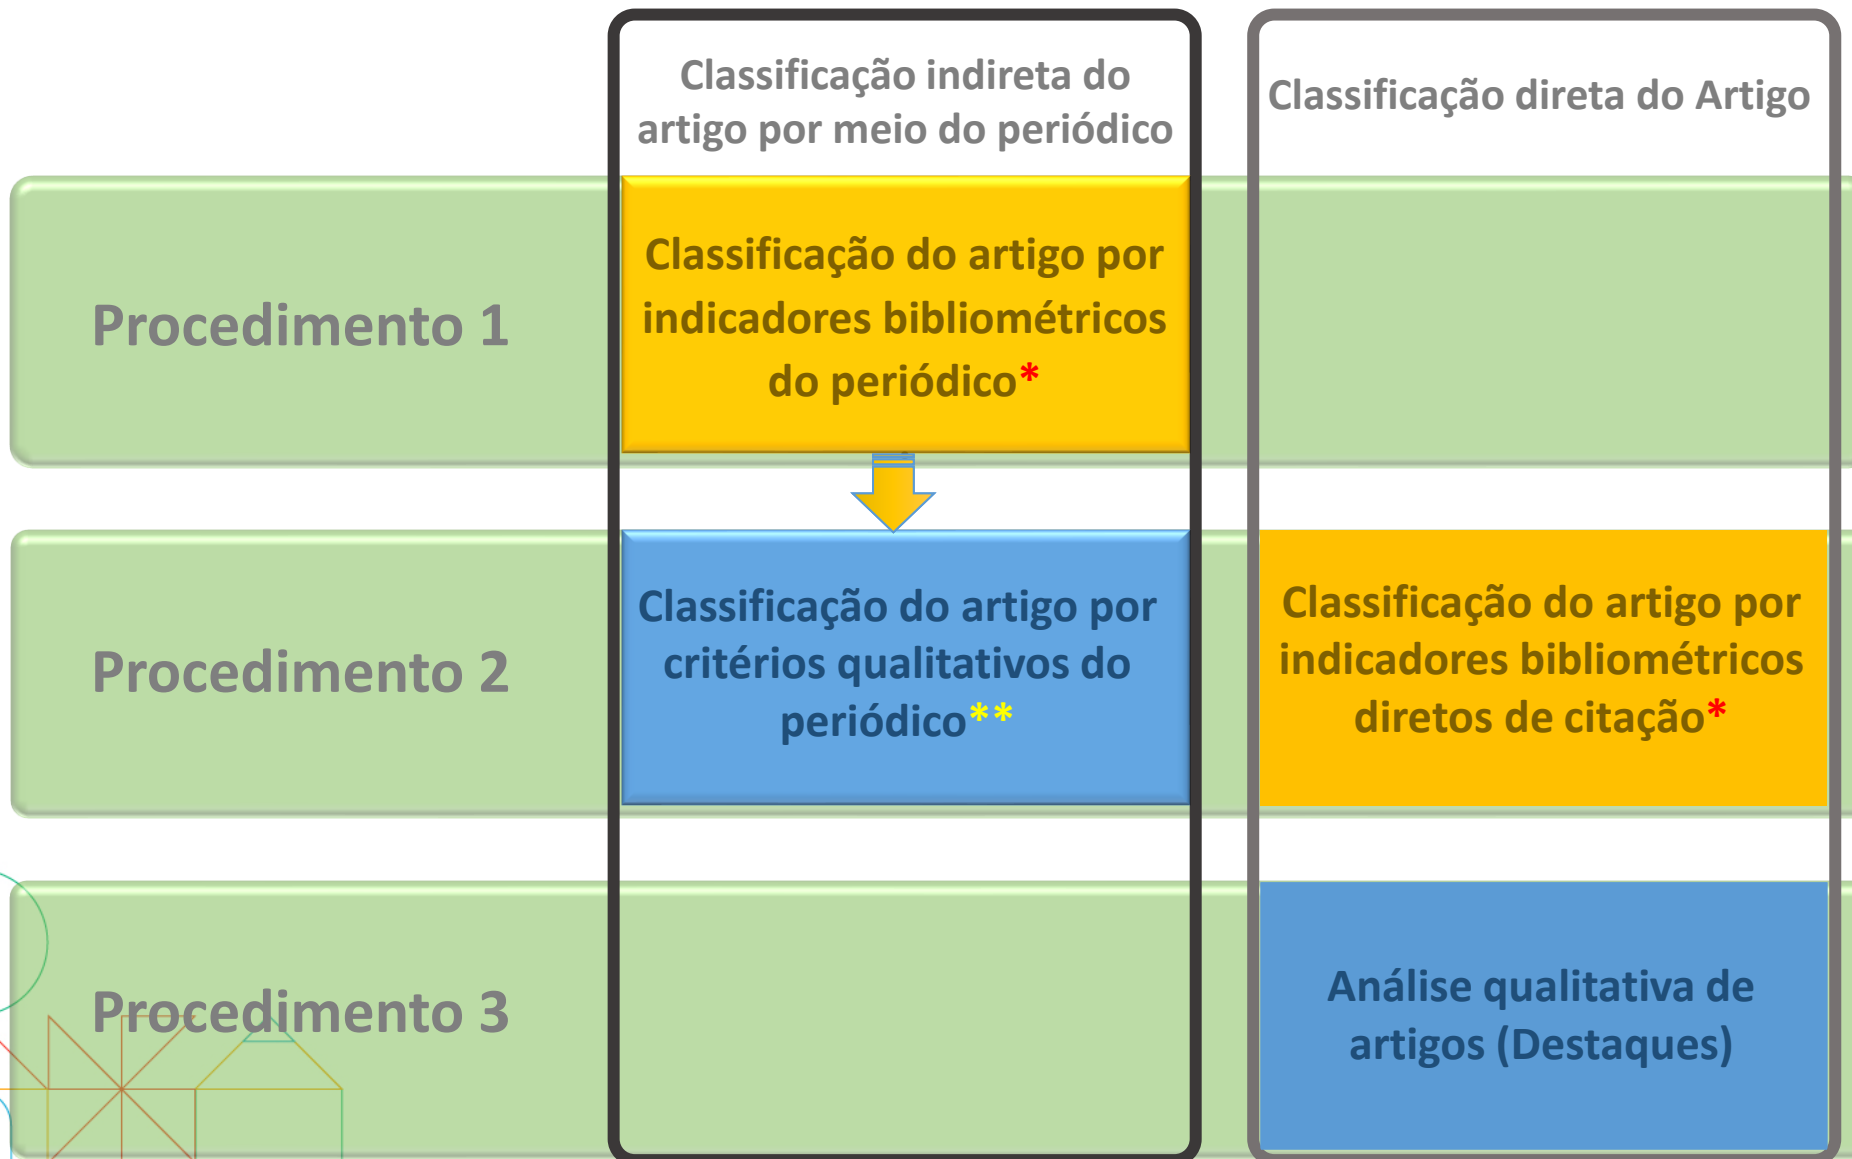 Classificação indireta do
artigo por meio do periódico
Classificação direta do Artigo
Procedimento 1
Classificação do artigo por
indicadores bibliométricos
do periódico*
Procedimento 2
Classificação do artigo por
critérios qualitativos do
periódico**
Classificação do artigo por
indicadores bibliométricos
diretos de citação*
Procedimento 3
Análise qualitativa de
artigos (Destaques)